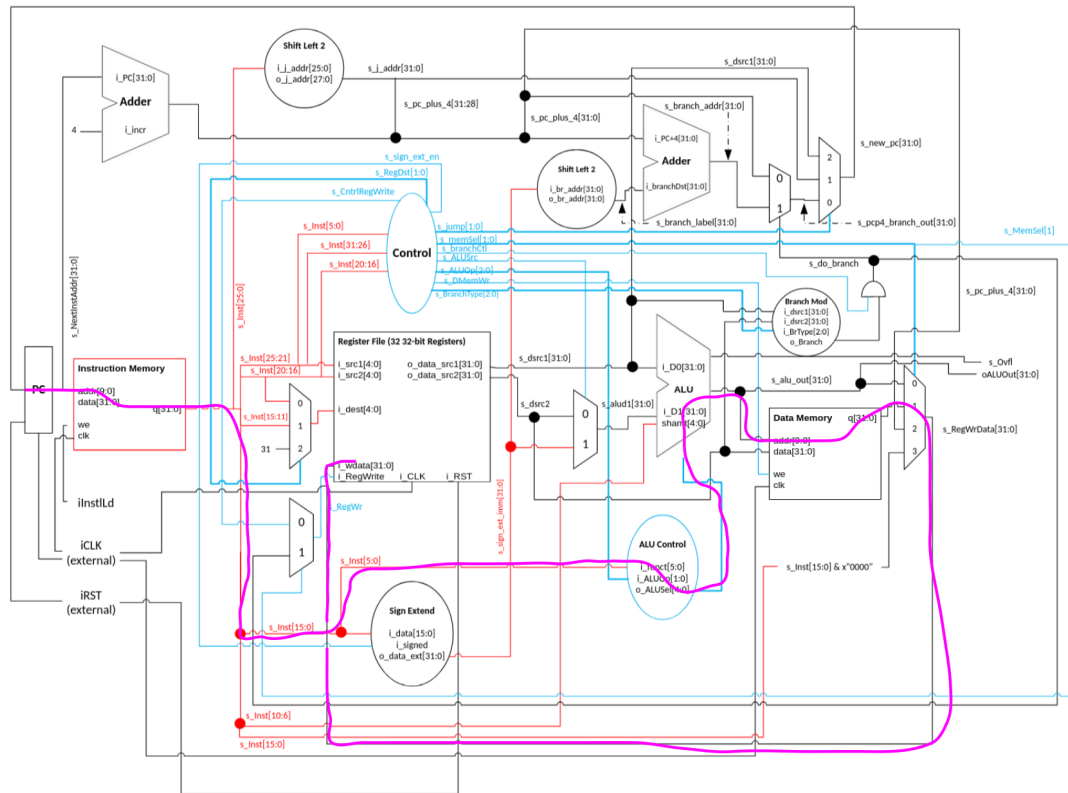 Shift Left 2
i_j_addr[25:0]
o_j_addr[27:0]
s_j_addr[31:0]
s_dsrc1[31:0]
i_PC[31:0]
Adder
i_incr
4
s_pc_plus_4[31:28]
s_pc_plus_4[31:0]
s_branch_addr[31:0]
i_PC+4[31:0]
Adder
i_branchDst[31:0]
s_new_pc[31:0]
2
1
0
0
1
Shift Left 2
i_br_addr[31:0]
o_br_addr[31:0]
s_branch_label[31:0]
s_pcp4_branch_out[31:0]
s_sign_ext_en
s_RegDst[1:0]
s_CntrlRegWrite
s_Inst[5:0]
s_Inst[31:26]
s_Inst[20:16]
Control
s_jump[1:0]
s_memSel[1:0]
s_branchCtl
s_ALUSrc
s_ALUOp[2:0]
s_DMemWr
s_BranchType[2:0]
s_MemSel[1]
s_do_branch
s_pc_plus_4[31:0]
s_NextInstAddr[31:0]
s_Inst[25:0]
Branch Mod
i_dsrc1[31:0]
i_dsrc2[31:0]
i_BrType[2:0]
o_Branch
PC
Instruction Memory
addr[9:0]
data[31:0]
q[31:0]
we
clk
s_Inst[25:21]
s_Inst[20:16]
s_Inst[15:11]
31
0
1
2
Register File (32 32-bit Registers)
i_src1[4:0]
i_src2[4:0]
o_data_src1[31:0]
o_data_src2[31:0]
i_dest[4:0]
i_wdata[31:0]
i_RegWrite
i_CLK
i_RST
s_dsrc1[31:0]
s_dsrc2
0
1
s_alud1[31:0]
i_D0[31:0]
ALU
i_D1[31:0]
shamt[4:0]
s_Ovfl
oALUOut[31:0]
s_alu_out[31:0]
Data Memory
q[31:0]
data[31:0]
we
clk
0
1
2
3
s_RegWrData[31:0]
iInstlLd
iCLK
(external)
iRST
(external)
0
1
s_sign_ext_imm[31:0]
s_Inst[5:0]
ALU Control
i_funct[5:0]
i_ALUOp[1:0]
s_Inst[15:0] & x"0000"
Sign Extend
i_data[15:0]
i_signed
o_data_ext[31:0]
s_Inst[15:0]
s_Inst[10:6]
s_Inst[15:0]